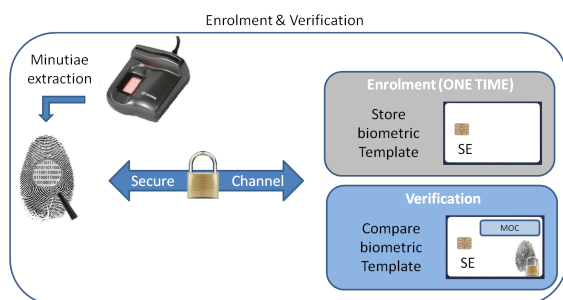 Enrolment & Verification
Minutiae
extraction
Enrolment (ONE TIME)
Store
biometric
Template
SE
Secure
Channel
Verification
Compare
biometric
Template
MOC
SE